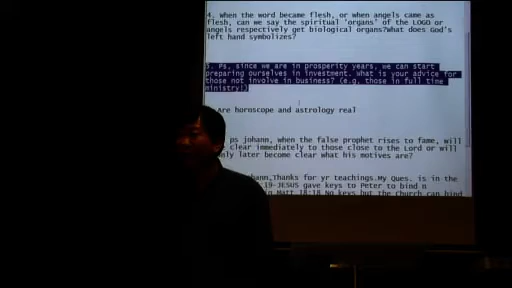 4. When the word became flesh, or when angels came as
flesh, can we say the spiritual 'organs' of the LOGO or
angels respectively get biological organs?What does God's
left hand symbolizes?
5. Ps, since we are in prosperity years, we can start
preparing ourselves in investment. What is your advice for
those not involve in business? (e.g. those in full time
ministry!)
Are hornscope and astrology real
ps johann, when the false prophet rises to fame, will
clear immediately to those close to the Lord or will
only later become clear what his motives are?
hann,Thanks for yr teachings.My Ques. is in the
19-JESUS gave keys to Peter to bind n
in Matt 18:18 No keys but the Church can bind